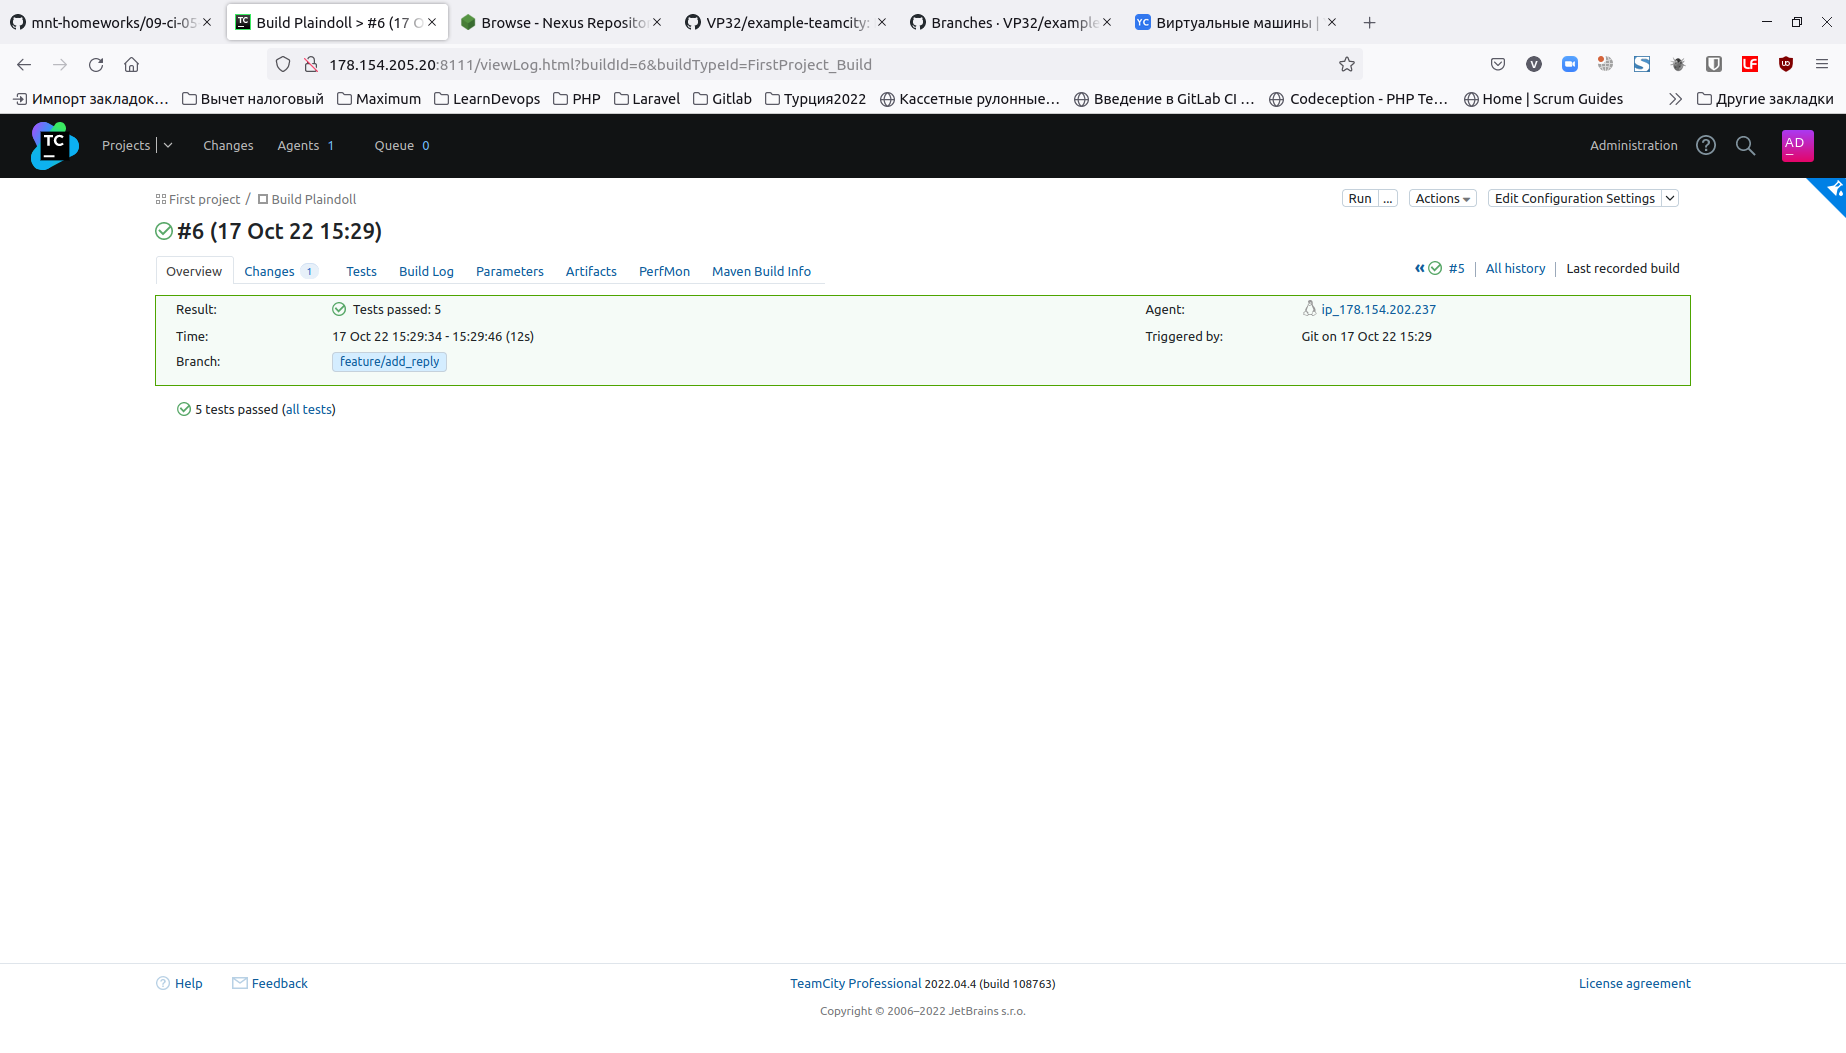 mnt-homeworks/09-ci-05
Build Plaindoll > #6 (17 O
Browse - Nexus Reposito
VP32/example-teamcity:
Branches · VP32/example
Виртуальные машины |
178.154.205.20:8111/viewLog.html?buildId=6&buildTypeId=FirstProject_Build
Импорт закладок…
Вычет налоговый
Maximum
LearnDevops
PHP
Laravel
Gitlab
Турция2022
Кассетные рулонные…
Введение в GitLab CI …
Codeception - PHP Te…
Home | Scrum Guides
Другие закладки
TC
Projects
Changes
Agents 1
Queue 0
Administration
AD
First project / Build Plaindoll
Run ...
Actions
Edit Configuration Settings
#6 (17 Oct 22 15:29)
Overview
Changes 1
Tests
Build Log
Parameters
Artifacts
PerfMon
Maven Build Info
« #5 | All history | Last recorded build
Result: Tests passed: 5
Agent: ip_178.154.202.237
Time: 17 Oct 22 15:29:34 - 15:29:46 (12s)
Triggered by: Git on 17 Oct 22 15:29
Branch: feature/add_reply
5 tests passed (all tests)
Help
Feedback
TeamCity Professional 2022.04.4 (build 108763)
License agreement
Copyright © 2006–2022 JetBrains s.r.o.